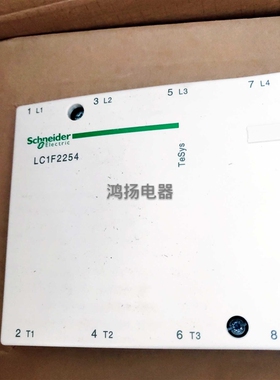 1 L1 3 L2 5 L3 7 L4
Schneider
Electric
LC1F2254
TeSys
鸿扬电器
2 T1 4 T2 6 T3 8